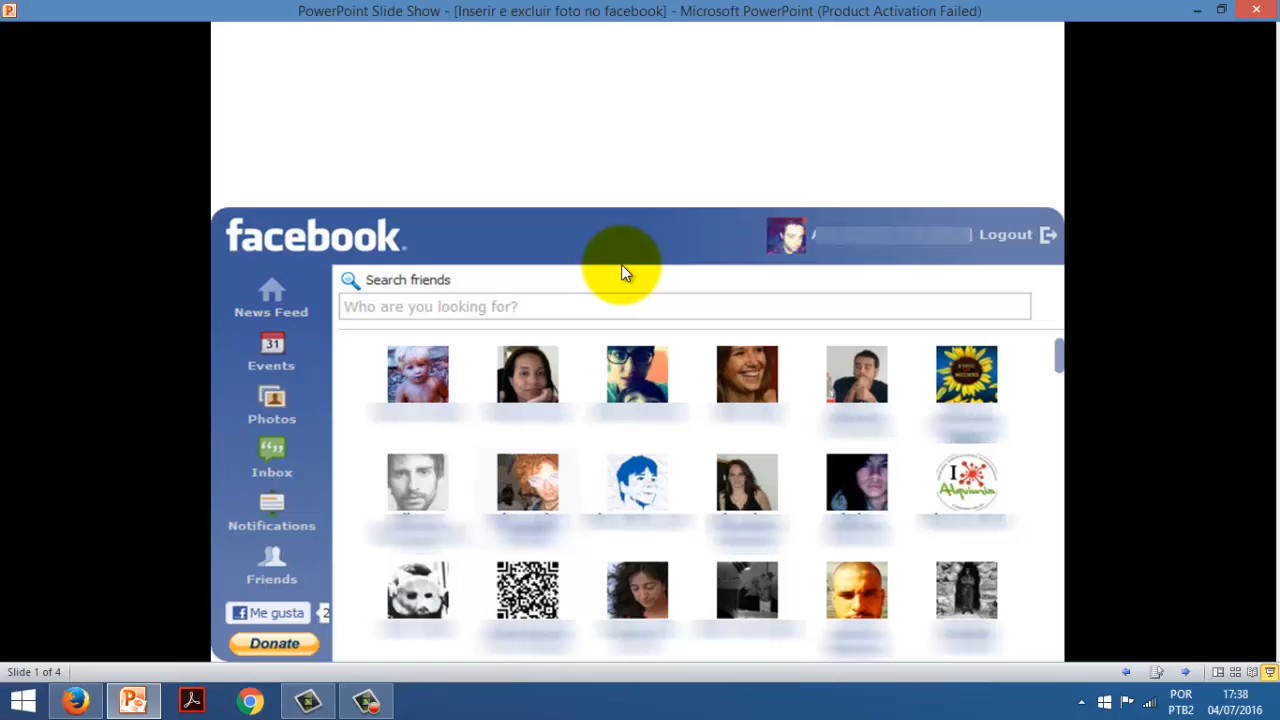 PowerPoint Slide Show - [Inserir e excluir foto no facebook] - Microsoft PowerPoint (Product Activation Failed)
facebook
Logout
Search friends
Who are you looking for?
News Feed
31
Events
Photos
Inbox
Notifications
Friends
Me gusta
2
Donate
I
Alquimia
Slide 1 of 4
POR
PTB2
17:38
04/07/2016